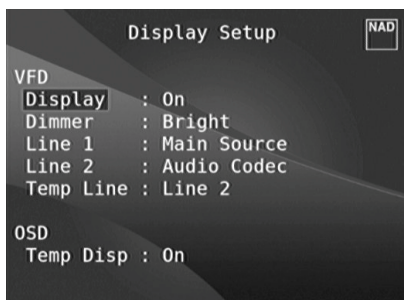 Display Setup
NAD
VFD
Display : On
Dimmer : Bright
Line 1 : Main Source
Line 2 : Audio Codec
Temp Line : Line 2
OSD
Temp Disp : On